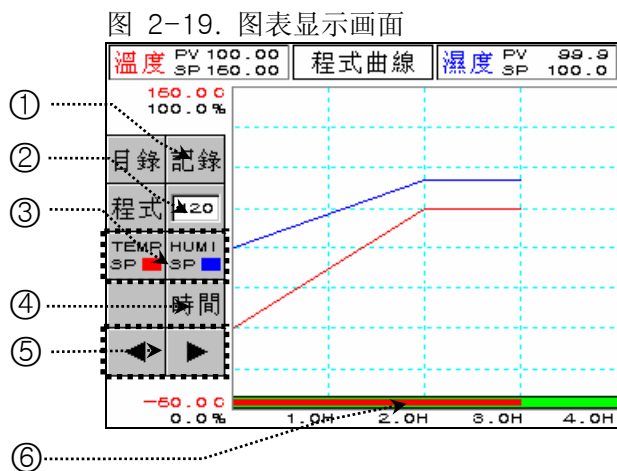 图 2-19. 图表显示画面
溫度 PV 100.00 SP 150.00 程式曲線 濕度 PV 99.9 SP 100.0
150.0 C
100.0 %
①
②
③
④
⑤
⑥
目錄 記錄
程式 120
TEMP SP HUMI SP
時間
-50.0 C
0.0 % 1.0H 2.0H 3.0H 4.0H